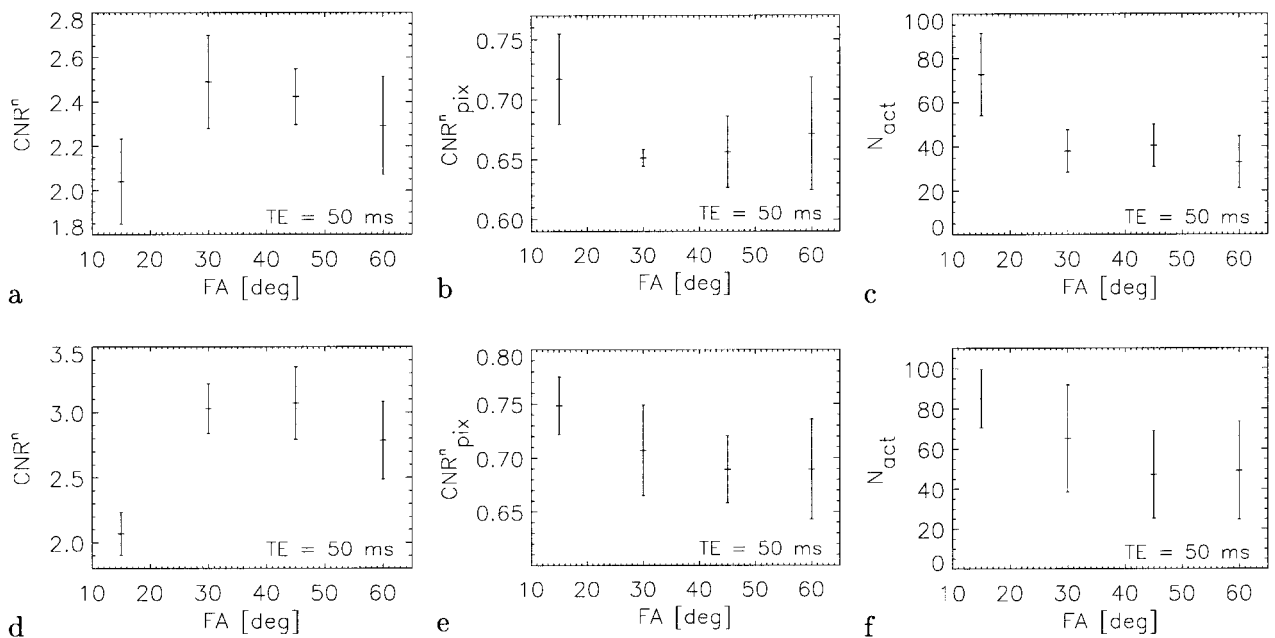 2.8
2.6
2.4
2.2
2.0
1.8
CNRⁿ
TE = 50 ms
10 20 30 40 50 60
FA [deg]
a
0.75
0.70
0.65
0.60
CNRⁿpix
TE = 50 ms
10 20 30 40 50 60
FA [deg]
b
100
80
60
40
20
0
N_act
TE = 50 ms
10 20 30 40 50 60
FA [deg]
c
3.5
3.0
2.5
2.0
CNRⁿ
TE = 50 ms
10 20 30 40 50 60
FA [deg]
d
0.80
0.75
0.70
0.65
CNRⁿpix
TE = 50 ms
10 20 30 40 50 60
FA [deg]
e
100
80
60
40
20
0
N_act
TE = 50 ms
10 20 30 40 50 60
FA [deg]
f